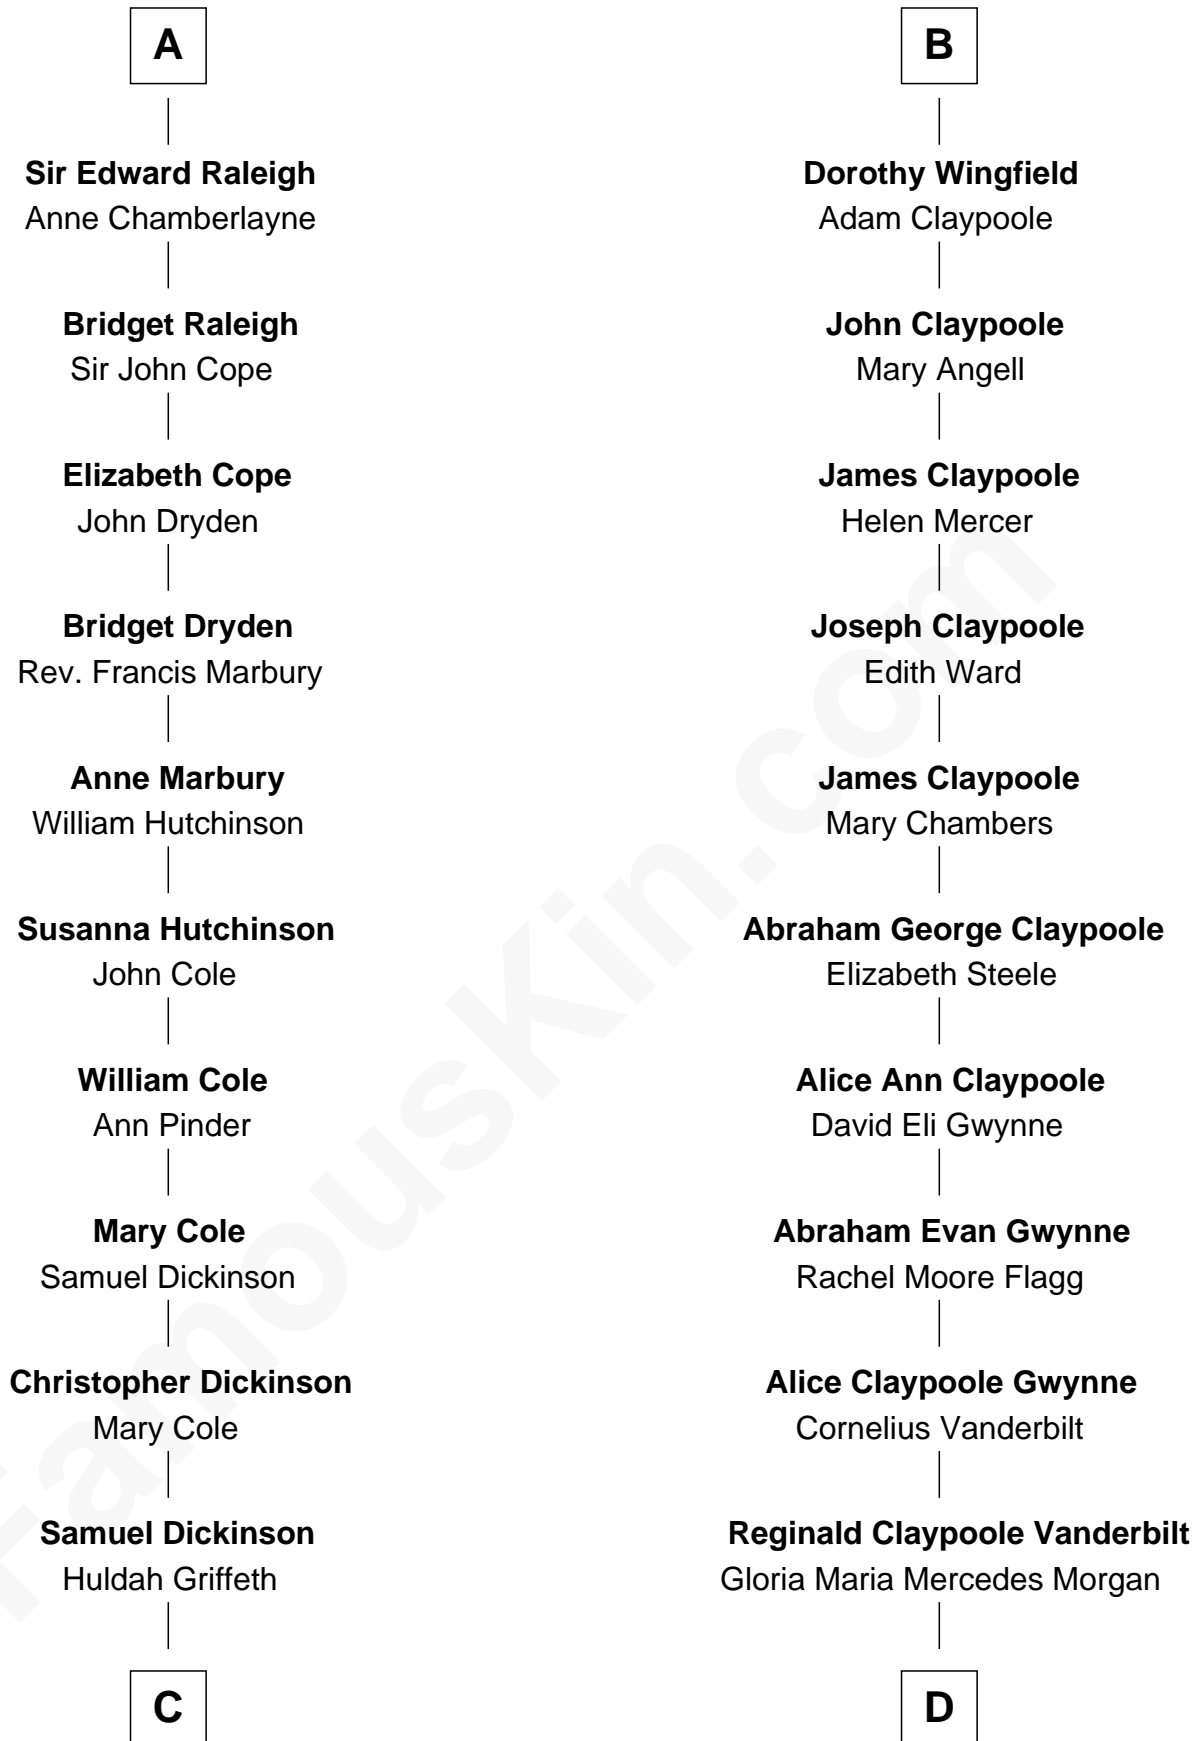 A
Sir Edward Raleigh
Anne Chamberlayne
Bridget Raleigh
Sir John Cope
Elizabeth Cope
John Dryden
Bridget Dryden
Rev. Francis Marbury
Anne Marbury
William Hutchinson
Susanna Hutchinson
John Cole
William Cole
Ann Pinder
Mary Cole
Samuel Dickinson
Christopher Dickinson
Mary Cole
Samuel Dickinson
Huldah Griffeth
C
B
Dorothy Wingfield
Adam Claypoole
John Claypoole
Mary Angell
James Claypoole
Helen Mercer
Joseph Claypoole
Edith Ward
James Claypoole
Mary Chambers
Abraham George Claypoole
Elizabeth Steele
Alice Ann Claypoole
David Eli Gwynne
Abraham Evan Gwynne
Rachel Moore Flagg
Alice Claypoole Gwynne
Cornelius Vanderbilt
Reginald Claypoole Vanderbilt
Gloria Maria Mercedes Morgan
D
FamousKin.com